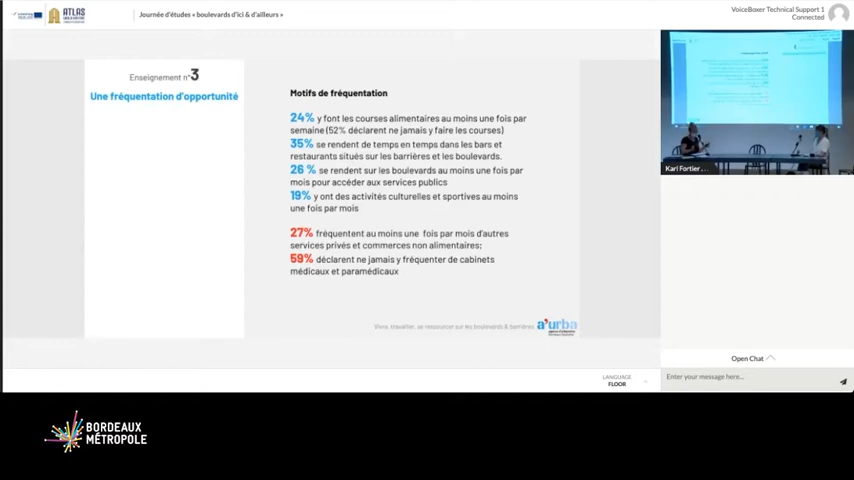 ATLAS
Journée d'études « boulevards d'ici & d'ailleurs »
VoiceBoxer Technical Support 1
Connected
Enseignement n°3
Une fréquentation d'opportunité
Motifs de fréquentation
24% y font les courses alimentaires au moins une fois par
semaine (52% déclarent ne jamais y faire les courses)
35% se rendent de temps en temps dans les bars et
restaurants situés sur les barrières et les boulevards.
26 % se rendent sur les boulevards au moins une fois par
mois pour accéder aux services publics
19% y ont des activités culturelles et sportives au moins
une fois par mois
27% fréquentent au moins une fois par mois d'autres
services privés et commerces non alimentaires;
59% déclarent ne jamais y fréquenter de cabinets
médicaux et paramédicaux
Vivre, travailler, se ressourcer sur les boulevards & barrières
a'urba
Karl Fortier ...
Open Chat
Enter your message here...
LANGUAGE
FLOOR
BORDEAUX
MÉTROPOLE